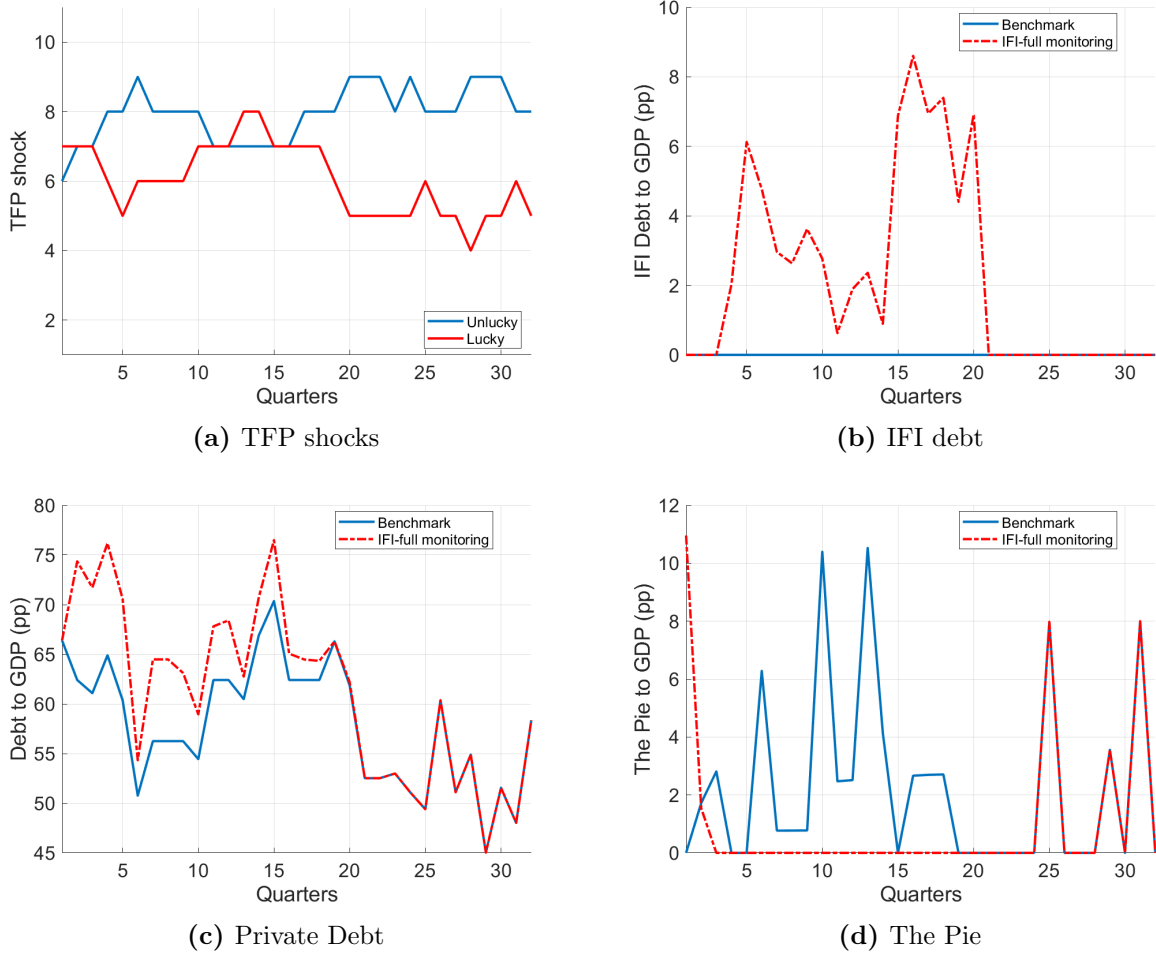 TFP shock
10
8
6
4
2
Unlucky
Lucky
5 10 15 20 25 30
Quarters
(a) TFP shocks
IFI Debt to GDP (pp)
10
8
6
4
2
0
Benchmark
IFI-full monitoring
5 10 15 20 25 30
Quarters
(b) IFI debt
Debt to GDP (pp)
80
75
70
65
60
55
50
45
Benchmark
IFI-full monitoring
5 10 15 20 25 30
Quarters
(c) Private Debt
The Pie to GDP (pp)
12
10
8
6
4
2
0
Benchmark
IFI-full monitoring
5 10 15 20 25 30
Quarters
(d) The Pie